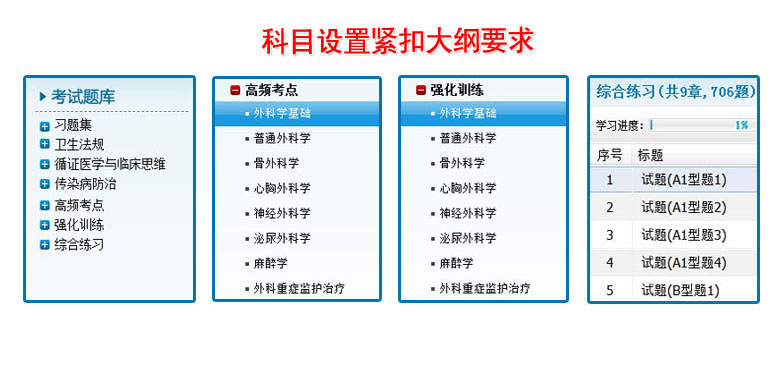 科目设置紧扣大纲要求
考试题库
习题集
卫生法规
循证医学与临床思维
传染病防治
高频考点
强化训练
综合练习
高频考点
外科学基础
普通外科学
骨外科学
心胸外科学
神经外科学
泌尿外科学
麻醉学
外科重症监护治疗
强化训练
外科学基础
普通外科学
骨外科学
心胸外科学
神经外科学
泌尿外科学
麻醉学
外科重症监护治疗
综合练习(共9章,706题)
学习进度: 1%
序号 标题
1 试题(A1型题1)
2 试题(A1型题2)
3 试题(A1型题3)
4 试题(A1型题4)
5 试题(B型题1)